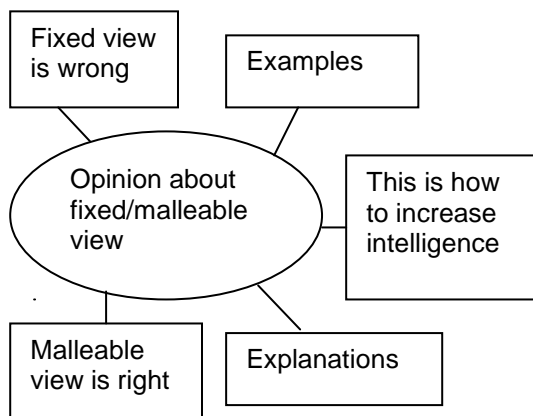 Fixed view
is wrong
Examples
Opinion about
fixed/malleable
view
This is how
to increase
intelligence
Malleable
view is right
Explanations